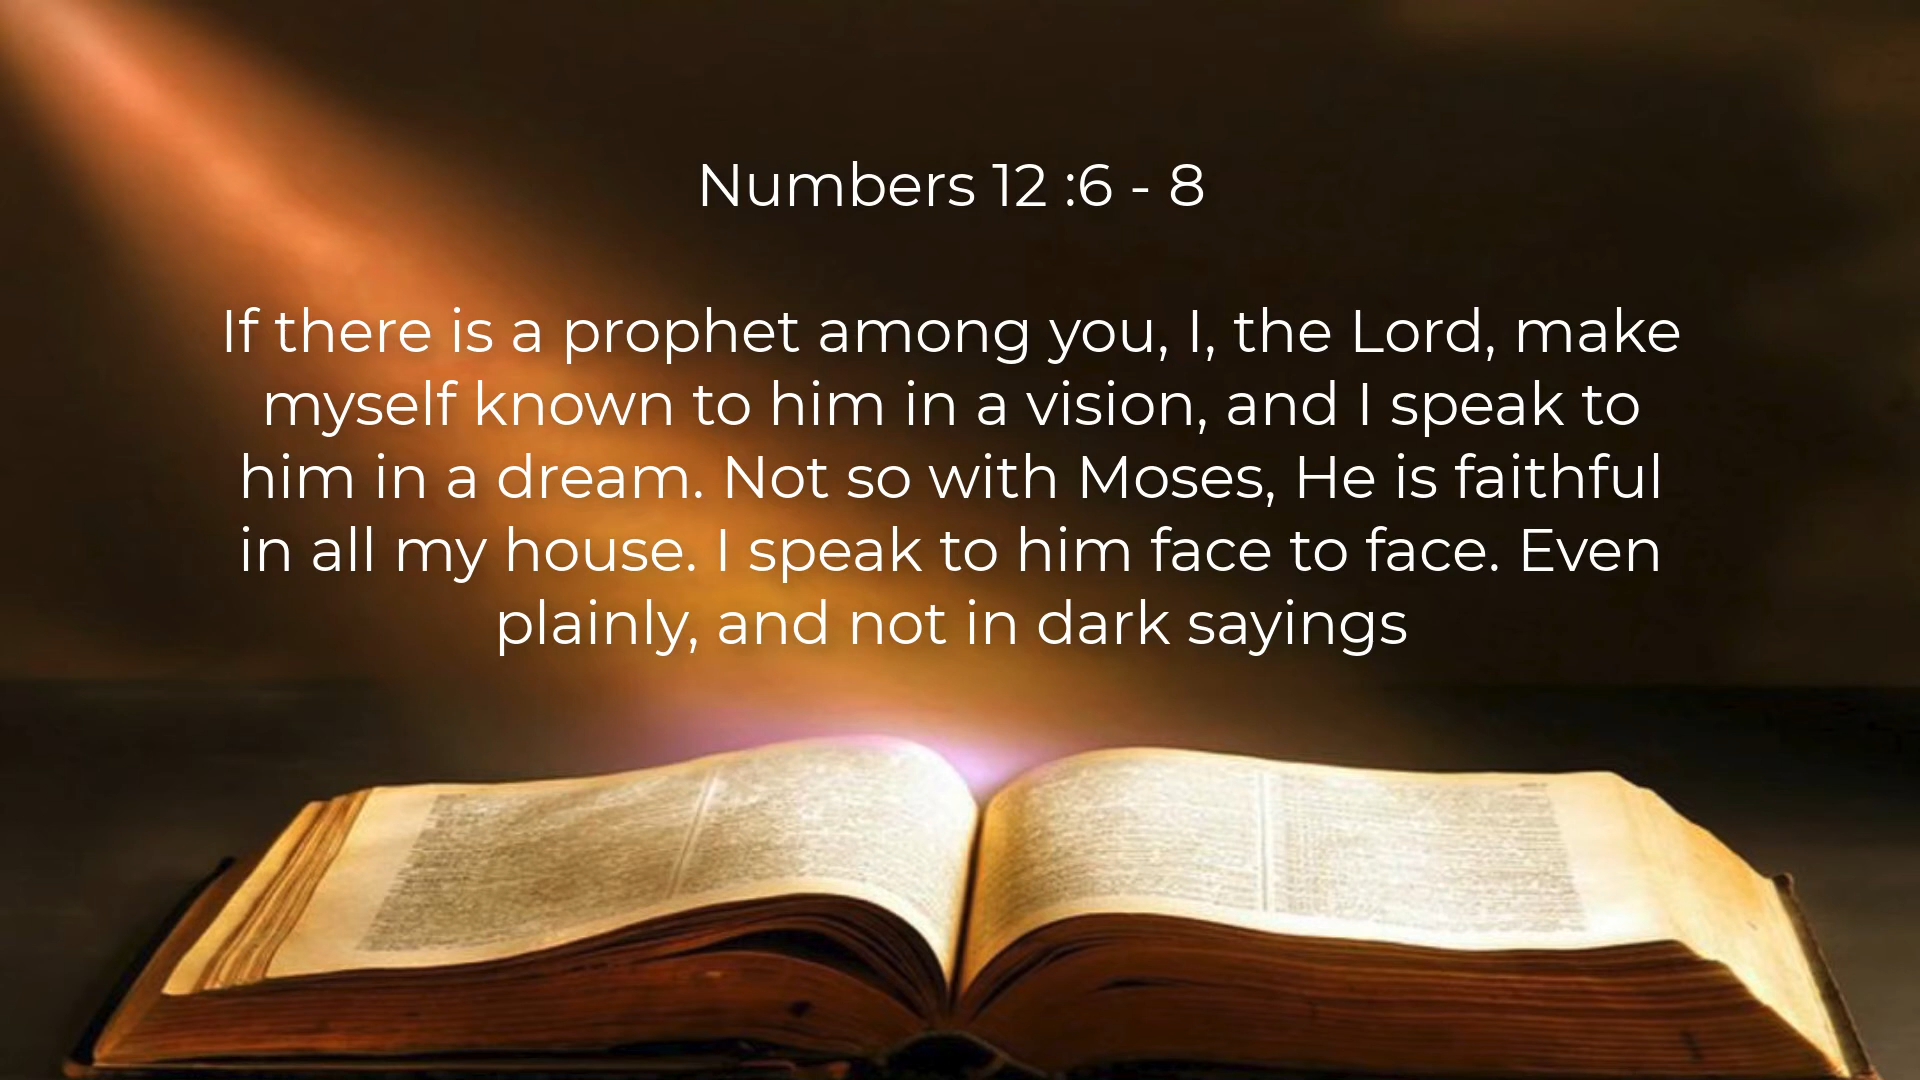 Numbers 12 :6 - 8
If there is a prophet among you, I, the Lord, make
myself known to him in a vision, and I speak to
him in a dream. Not so with Moses, He is faithful
in all my house. I speak to him face to face. Even
plainly, and not in dark sayings